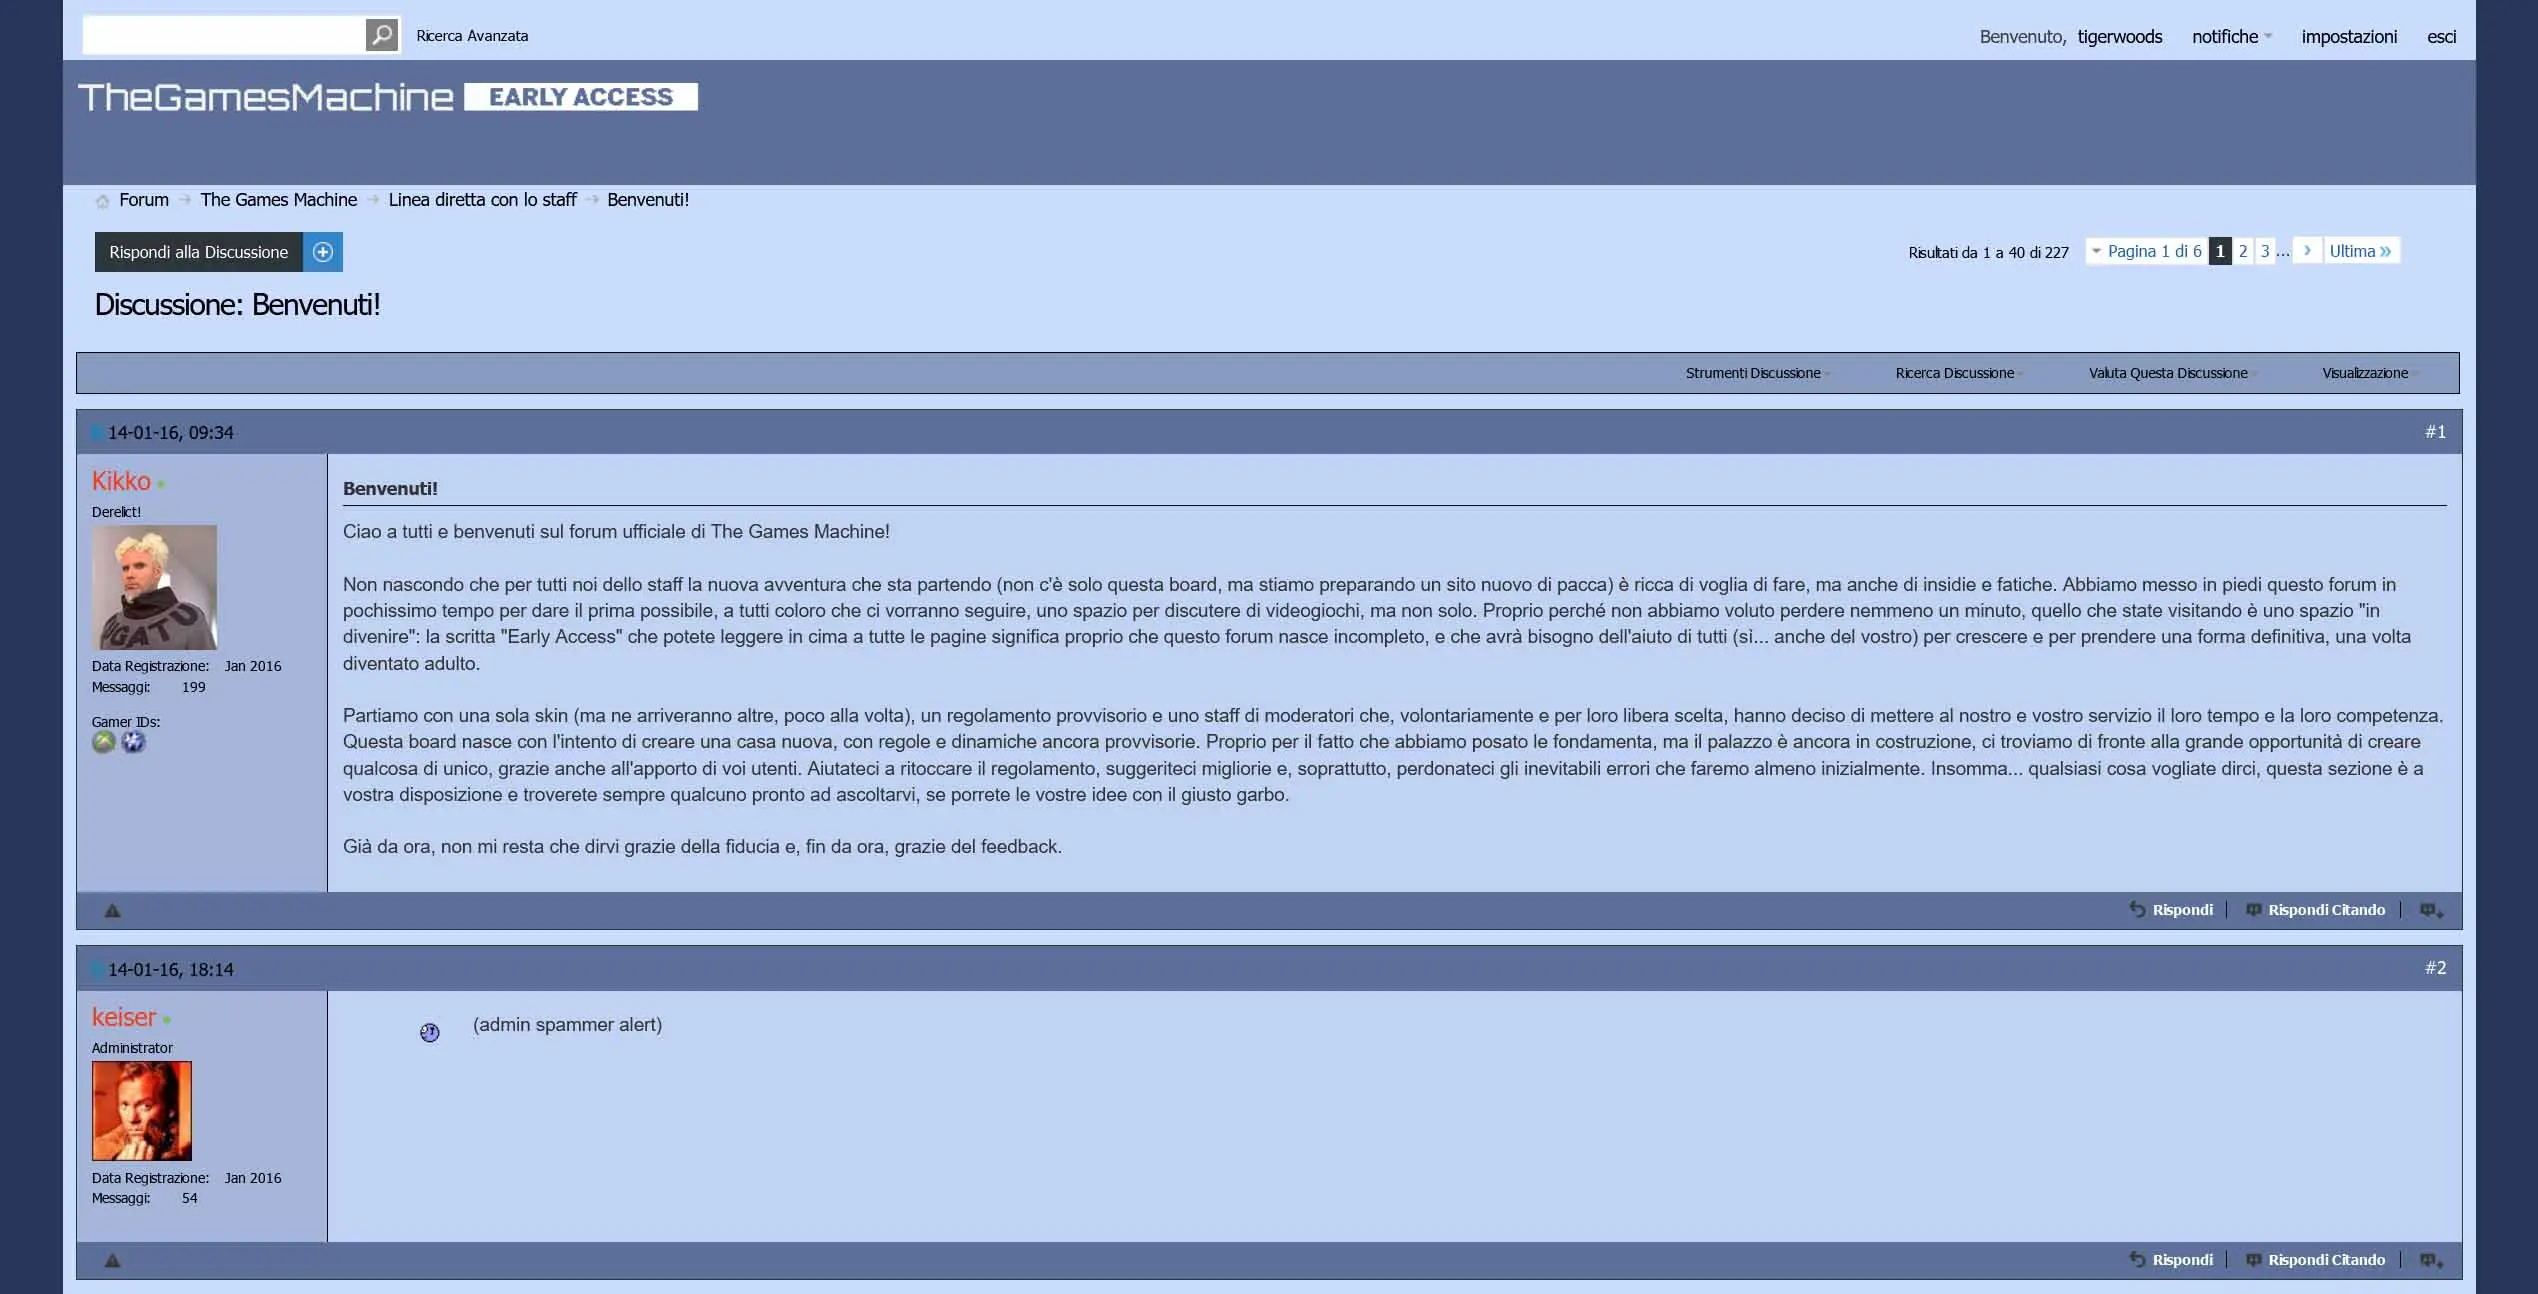 Ricerca Avanzata
Benvenuto, tigerwoods notifiche impostazioni esci
TheGamesMachine EARLY ACCESS
Forum The Games Machine Linea diretta con lo staff Benvenuti!
Rispondi alla Discussione
Risultati da 1 a 40 di 227 Pagina 1 di 6 1 2 3 ... › Ultima »
Discussione: Benvenuti!
Strumenti Discussione Ricerca Discussione Valuta Questa Discussione Visualizzazione
14-01-16, 09:34 #1
Kikko
Derelict!
Data Registrazione: Jan 2016
Messaggi: 199
Gamer IDs:
Benvenuti!
Ciao a tutti e benvenuti sul forum ufficiale di The Games Machine!
Non nascondo che per tutti noi dello staff la nuova avventura che sta partendo (non c'è solo questa board, ma stiamo preparando un sito nuovo di pacca) è ricca di voglia di fare, ma anche di insidie e fatiche. Abbiamo messo in piedi questo forum in
pochissimo tempo per dare il prima possibile, a tutti coloro che ci vorranno seguire, uno spazio per discutere di videogiochi, ma non solo. Proprio perché non abbiamo voluto perdere nemmeno un minuto, quello che state visitando è uno spazio "in
divenire": la scritta "Early Access" che potete leggere in cima a tutte le pagine significa proprio che questo forum nasce incompleto, e che avrà bisogno dell'aiuto di tutti (sì... anche del vostro) per crescere e per prendere una forma definitiva, una volta
diventato adulto.
Partiamo con una sola skin (ma ne arriveranno altre, poco alla volta), un regolamento provvisorio e uno staff di moderatori che, volontariamente e per loro libera scelta, hanno deciso di mettere al nostro e vostro servizio il loro tempo e la loro competenza.
Questa board nasce con l'intento di creare una casa nuova, con regole e dinamiche ancora provvisorie. Proprio per il fatto che abbiamo posato le fondamenta, ma il palazzo è ancora in costruzione, ci troviamo di fronte alla grande opportunità di creare
qualcosa di unico, grazie anche all'apporto di voi utenti. Aiutateci a ritoccare il regolamento, suggeriteci migliorie e, soprattutto, perdonateci gli inevitabili errori che faremo almeno inizialmente. Insomma... qualsiasi cosa vogliate dirci, questa sezione è a
vostra disposizione e troverete sempre qualcuno pronto ad ascoltarvi, se porrete le vostre idee con il giusto garbo.
Già da ora, non mi resta che dirvi grazie della fiducia e, fin da ora, grazie del feedback.
Rispondi Rispondi Citando
14-01-16, 18:14 #2
keiser
Administrator
Data Registrazione: Jan 2016
Messaggi: 54
(admin spammer alert)
Rispondi Rispondi Citando